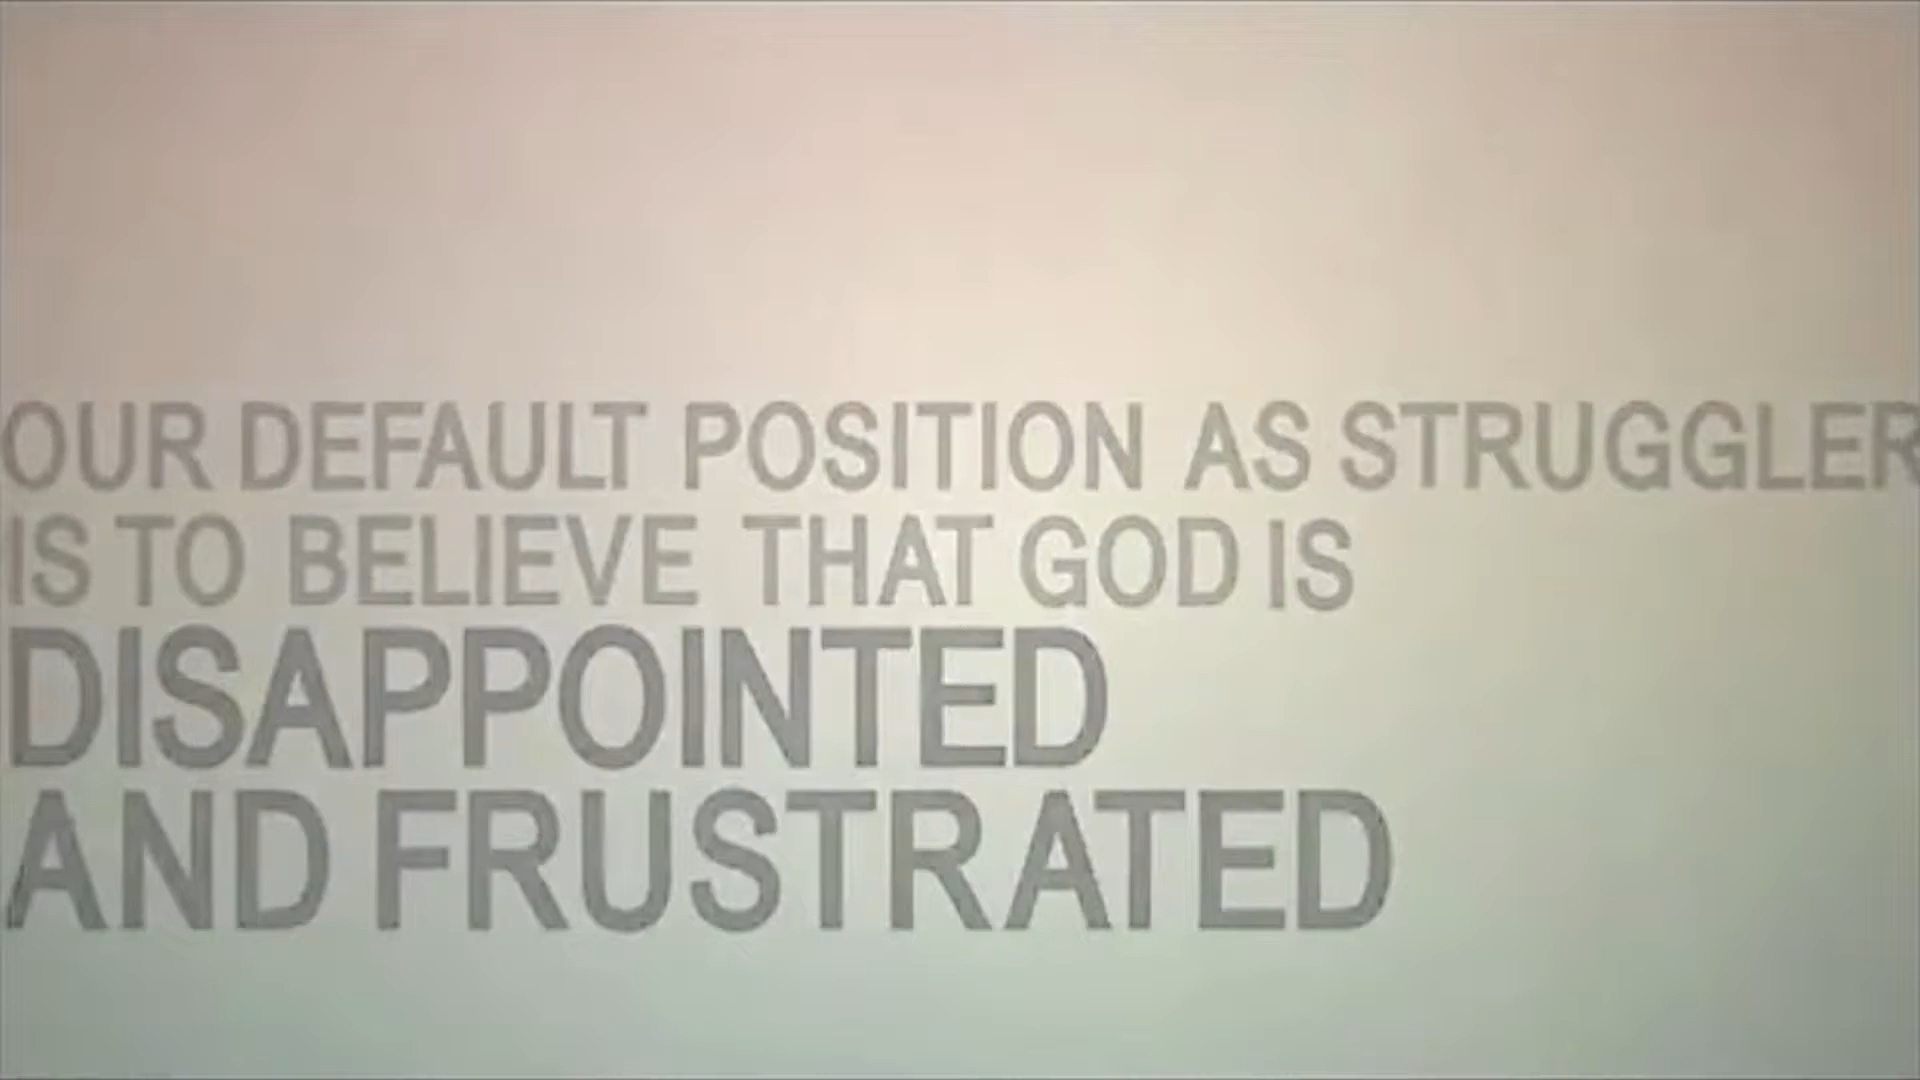 OUR DEFAULT POSITION AS STRUGGLER
IS TO BELIEVE THAT GOD IS
DISAPPOINTED
AND FRUSTRATED